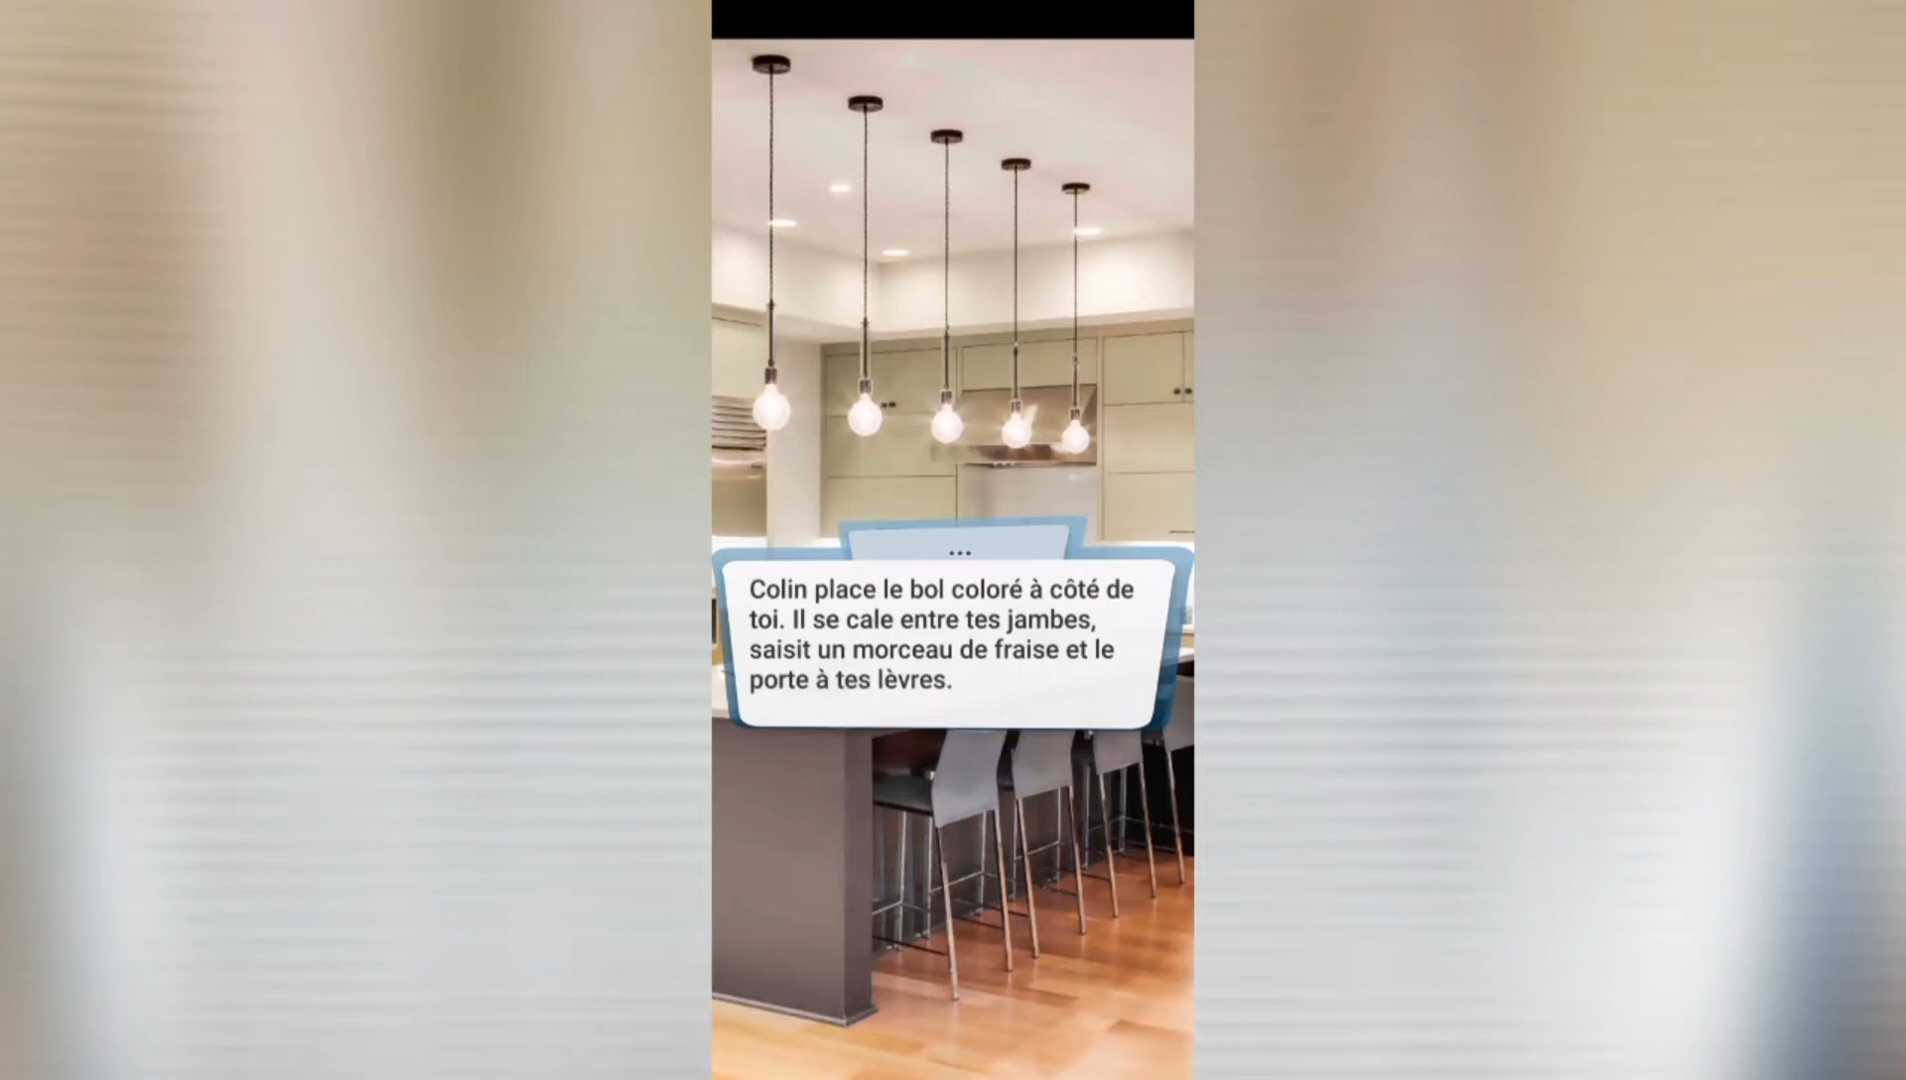 ...
Colin place le bol coloré à côté de
toi. Il se cale entre tes jambes,
saisit un morceau de fraise et le
porte à tes lèvres.